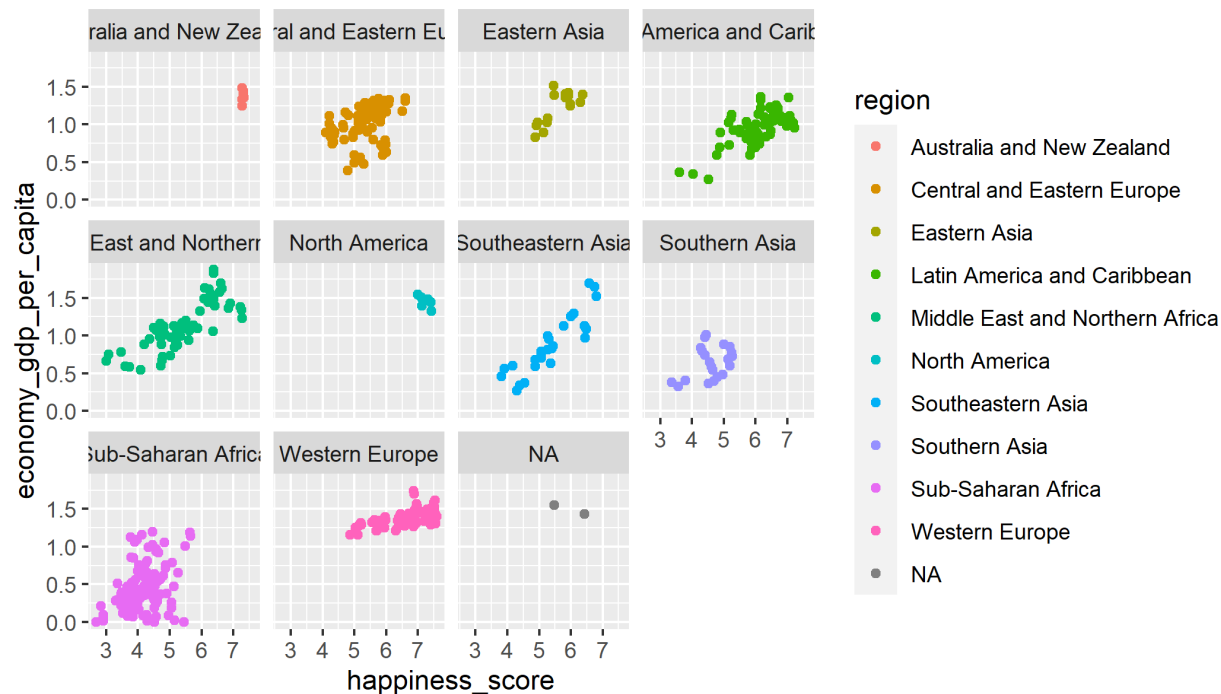 ralia and New Zea
ral and Eastern Eu
Eastern Asia
America and Carib
1.5
1.0
0.5
0.0
East and Northern
North America
Southeastern Asia
Southern Asia
1.5
1.0
0.5
0.0
3 4 5 6 7
Sub-Saharan Africa
Western Europe
NA
1.5
1.0
0.5
0.0
3 4 5 6 7
3 4 5 6 7
3 4 5 6 7
happiness_score
economy_gdp_per_capita
region
Australia and New Zealand
Central and Eastern Europe
Eastern Asia
Latin America and Caribbean
Middle East and Northern Africa
North America
Southeastern Asia
Southern Asia
Sub-Saharan Africa
Western Europe
NA